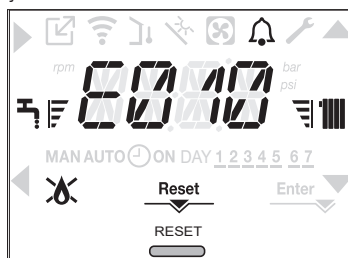 rpm bar
psi
E010
MAN AUTO ON DAY 1 2 3 4 5 6 7
Reset Enter
RESET